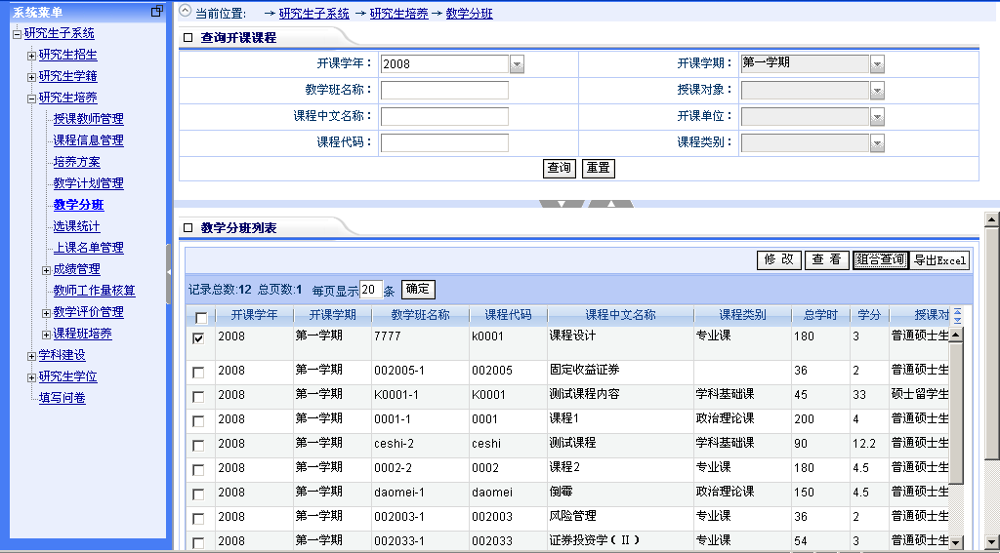 系统菜单
研究生子系统
研究生招生
研究生学籍
研究生培养
授课教师管理
课程信息管理
培养方案
教学计划管理
教学分班
选课统计
上课名单管理
成绩管理
教师工作量核算
教学评价管理
课程班培养
学科建设
研究生学位
填写问卷
当前位置: →研究生子系统 →研究生培养 →教学分班
查询开课课程
开课学年： 2008 开课学期： 第一学期
教学班名称： 授课对象：
课程中文名称： 开课单位：
课程代码： 课程类别：
查询 重置
教学分班列表
修 改 查 看 组合查询 导出Excel
记录总数:12 总页数:1 每页显示 20 条 确定
开课学年 开课学期 教学班名称 课程代码 课程中文名称 课程类别 总学时 学分 授课对
2008 第一学期 7777 k0001 课程设计 专业课 180 3 普通硕士生
2008 第一学期 002005-1 002005 固定收益证券 36 2 普通硕士生
2008 第一学期 K0001-1 K0001 测试课程内容 学科基础课 45 33 硕士留学生
2008 第一学期 0001-1 0001 课程1 政治理论课 200 4 普通硕士生
2008 第一学期 ceshi-2 ceshi 测试课程 学科基础课 90 12.2 普通硕士生
2008 第一学期 0002-2 0002 课程2 专业课 180 4.5 普通硕士生
2008 第一学期 daomei-1 daomei 倒霉 政治理论课 150 4.5 普通硕士生
2008 第一学期 002003-1 002003 风险管理 专业课 36 2 普通硕士生
2008 第一学期 002033-1 002033 证券投资学（Ⅱ） 专业课 54 3 普通硕士生